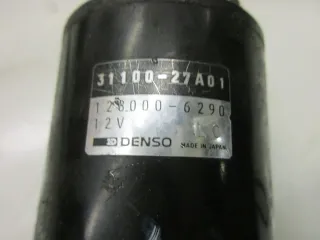 31100-27A01
128000-6290
12V
DENSO MADE IN JAPAN